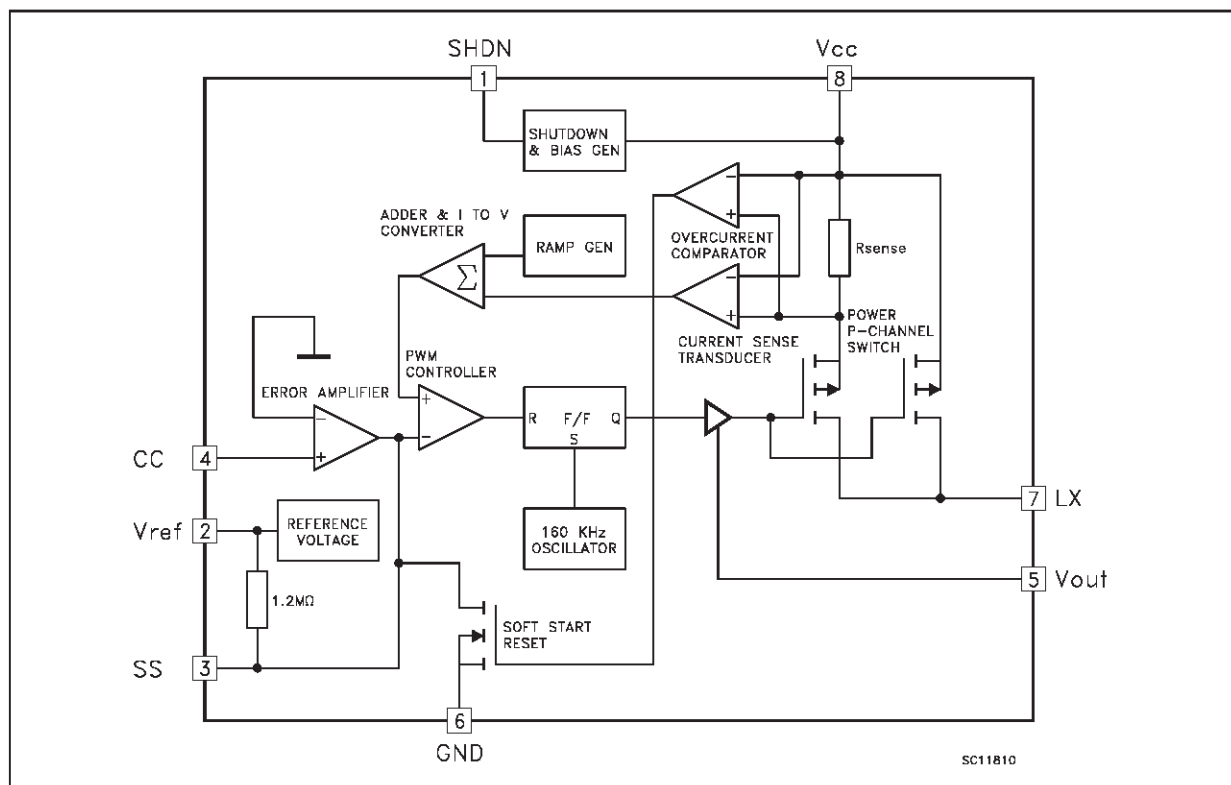 SHDN
Vcc
1
8
SHUTDOWN
& BIAS GEN
ADDER & I TO V
CONVERTER
RAMP GEN
Σ
−
+
OVERCURRENT
COMPARATOR
Rsense
−
+
CURRENT SENSE
TRANSDUCER
POWER
P-CHANNEL
SWITCH
PWM
CONTROLLER
ERROR AMPLIFIER
−
+
+
−
R F/F Q
S
CC
4
Vref
2
REFERENCE
VOLTAGE
160 KHz
OSCILLATOR
7
LX
5
Vout
1.2MΩ
SOFT START
RESET
SS
3
6
GND
SC11810